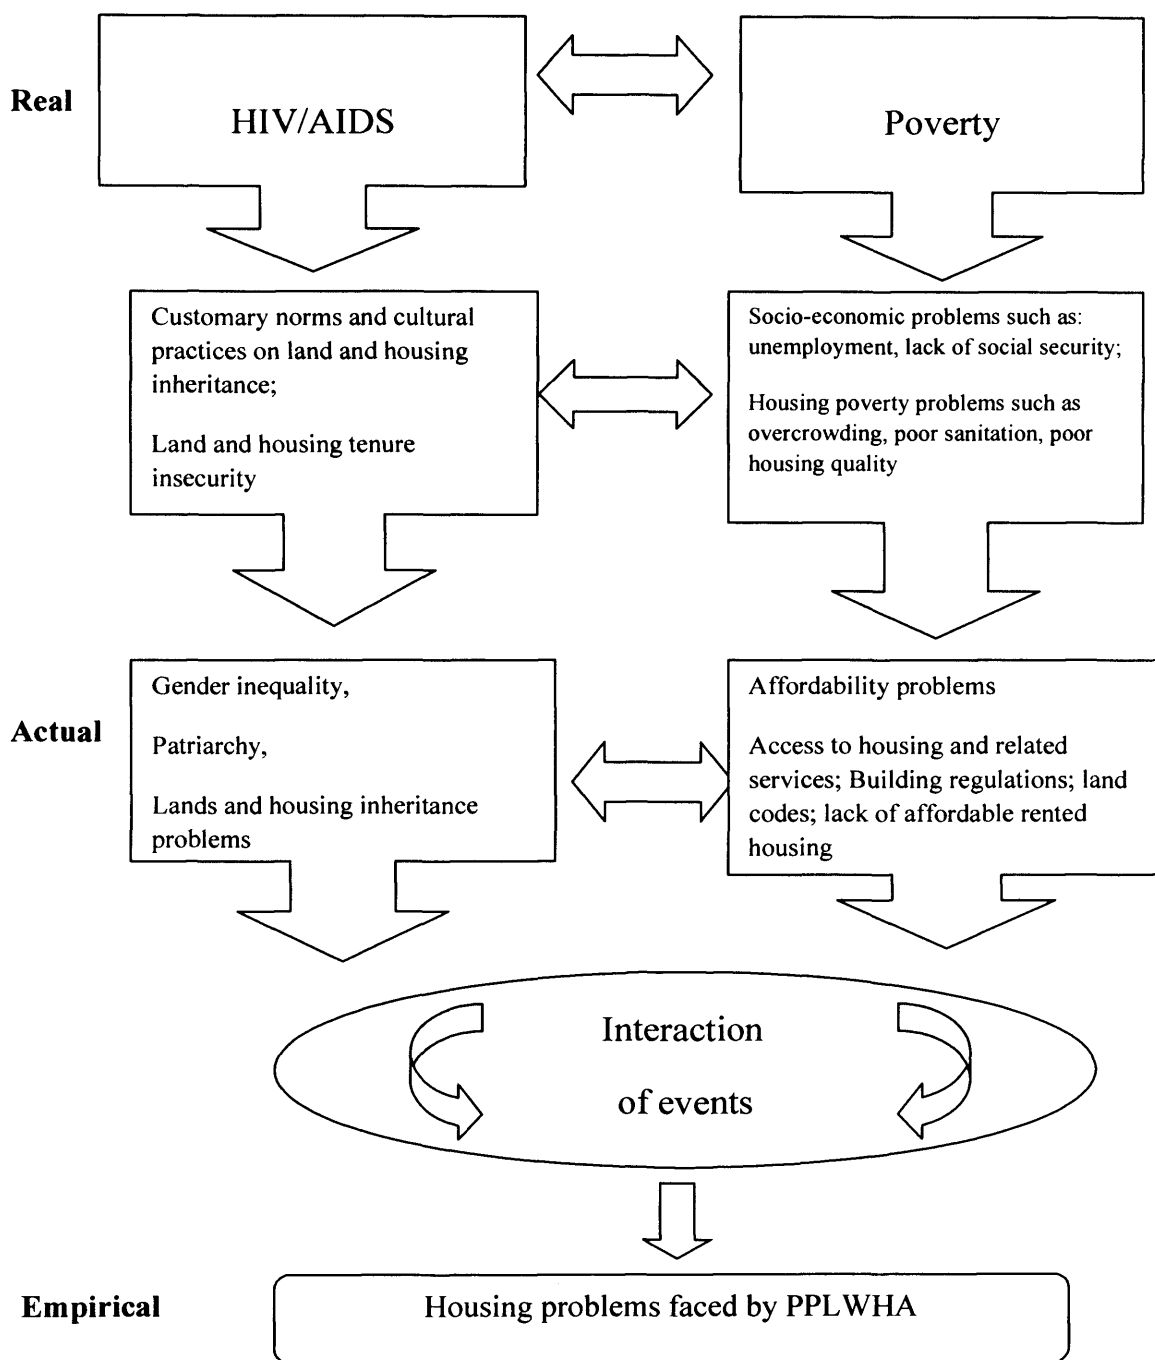 Real
HIV/AIDS
Poverty
Customary norms and cultural
practices on land and housing
inheritance;
Land and housing tenure
insecurity
Socio-economic problems such as:
unemployment, lack of social security;
Housing poverty problems such as
overcrowding, poor sanitation, poor
housing quality
Actual
Gender inequality,
Patriarchy,
Lands and housing inheritance
problems
Affordability problems
Access to housing and related
services; Building regulations; land
codes; lack of affordable rented
housing
Interaction
of events
Empirical
Housing problems faced by PPLWHA